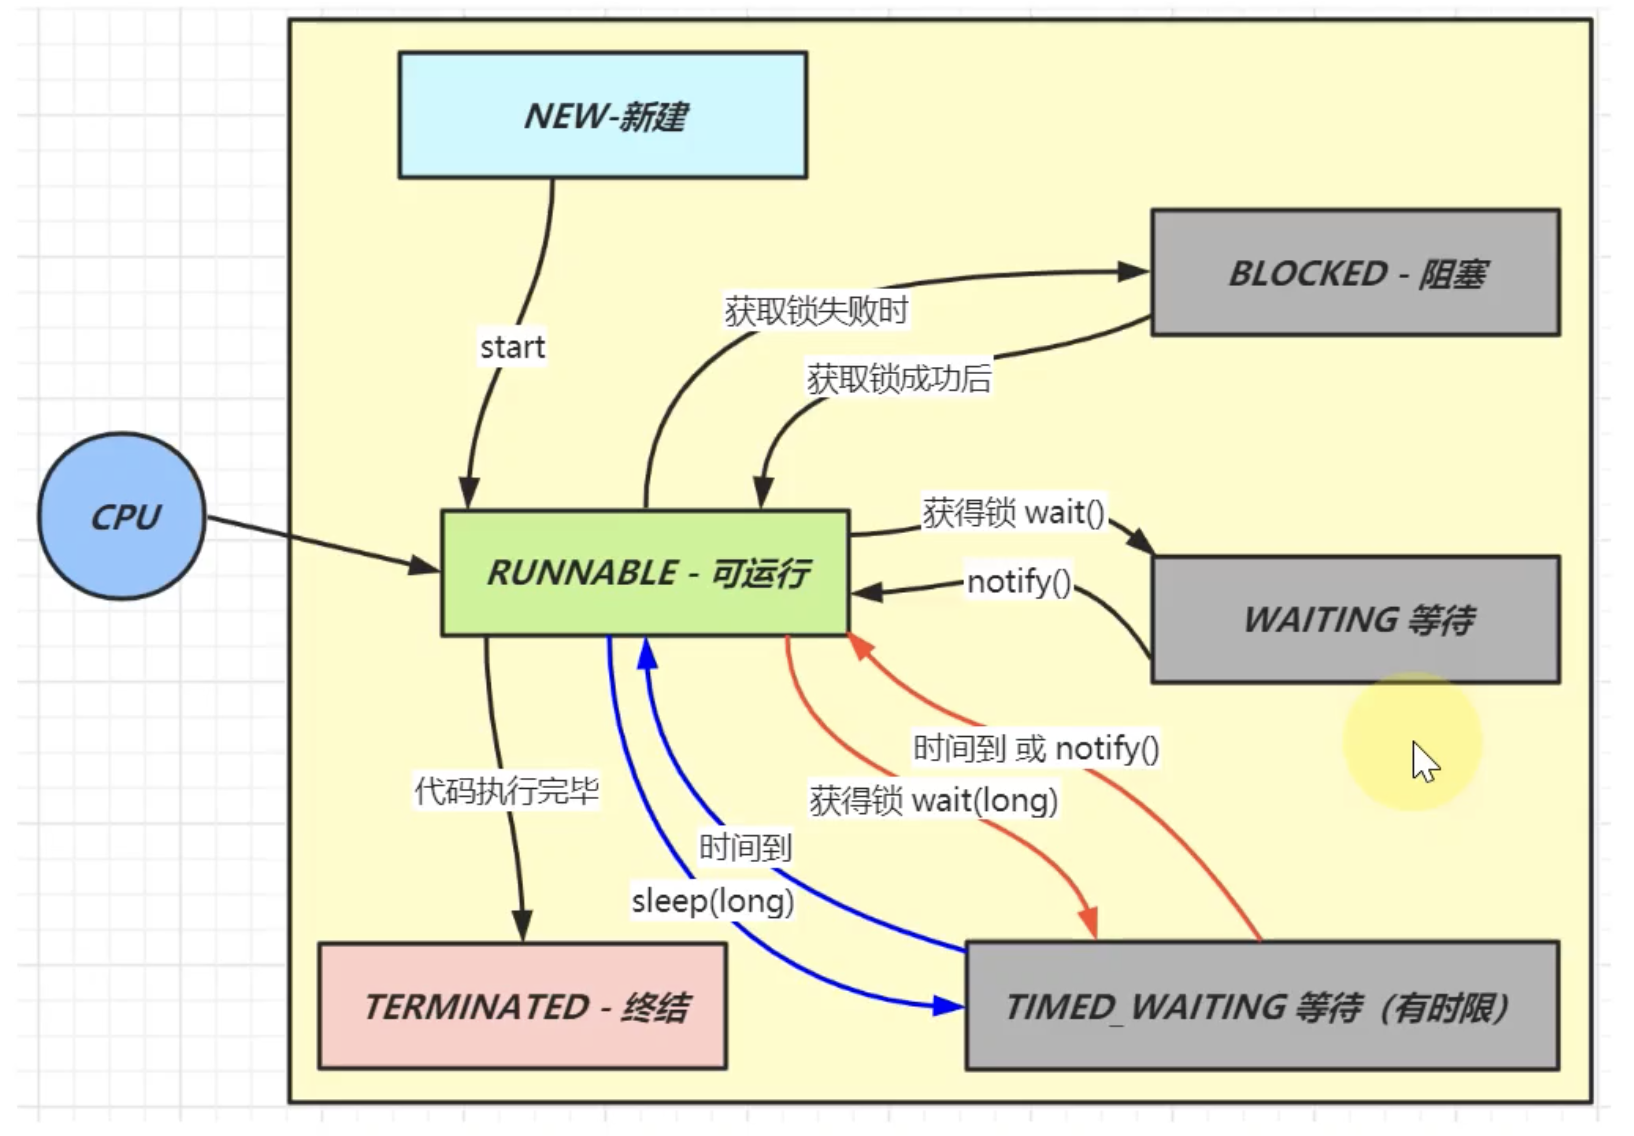 NEW-新建
BLOCKED - 阻塞
获取锁失败时
start
获取锁成功后
CPU
获得锁 wait()
RUNNABLE - 可运行
notify()
WAITING 等待
时间到 或 notify()
代码执行完毕
获得锁 wait(long)
时间到
sleep(long)
TERMINATED - 终结
TIMED_WAITING 等待（有时限）